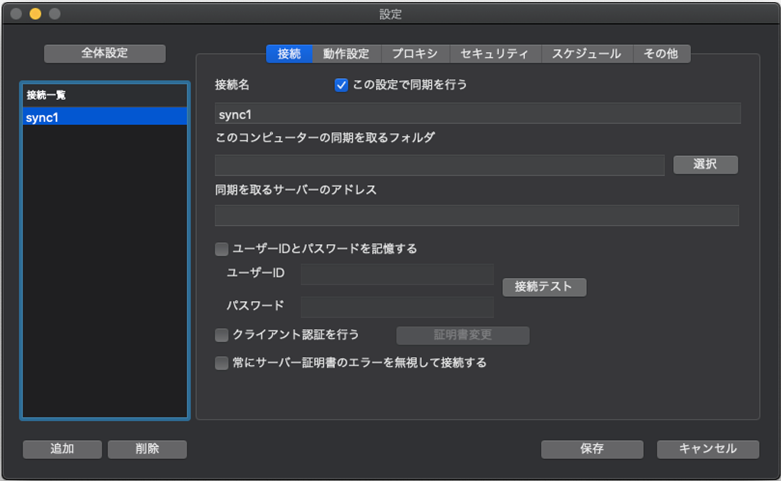 設定
全体設定
接続一覧
sync1
接続 動作設定 プロキシ セキュリティ スケジュール その他
接続名 この設定で同期を行う
sync1
このコンピューターの同期を取るフォルダ
選択
同期を取るサーバーのアドレス
ユーザーIDとパスワードを記憶する
ユーザーID
接続テスト
パスワード
クライアント認証を行う 証明書変更
常にサーバー証明書のエラーを無視して接続する
追加 削除 保存 キャンセル